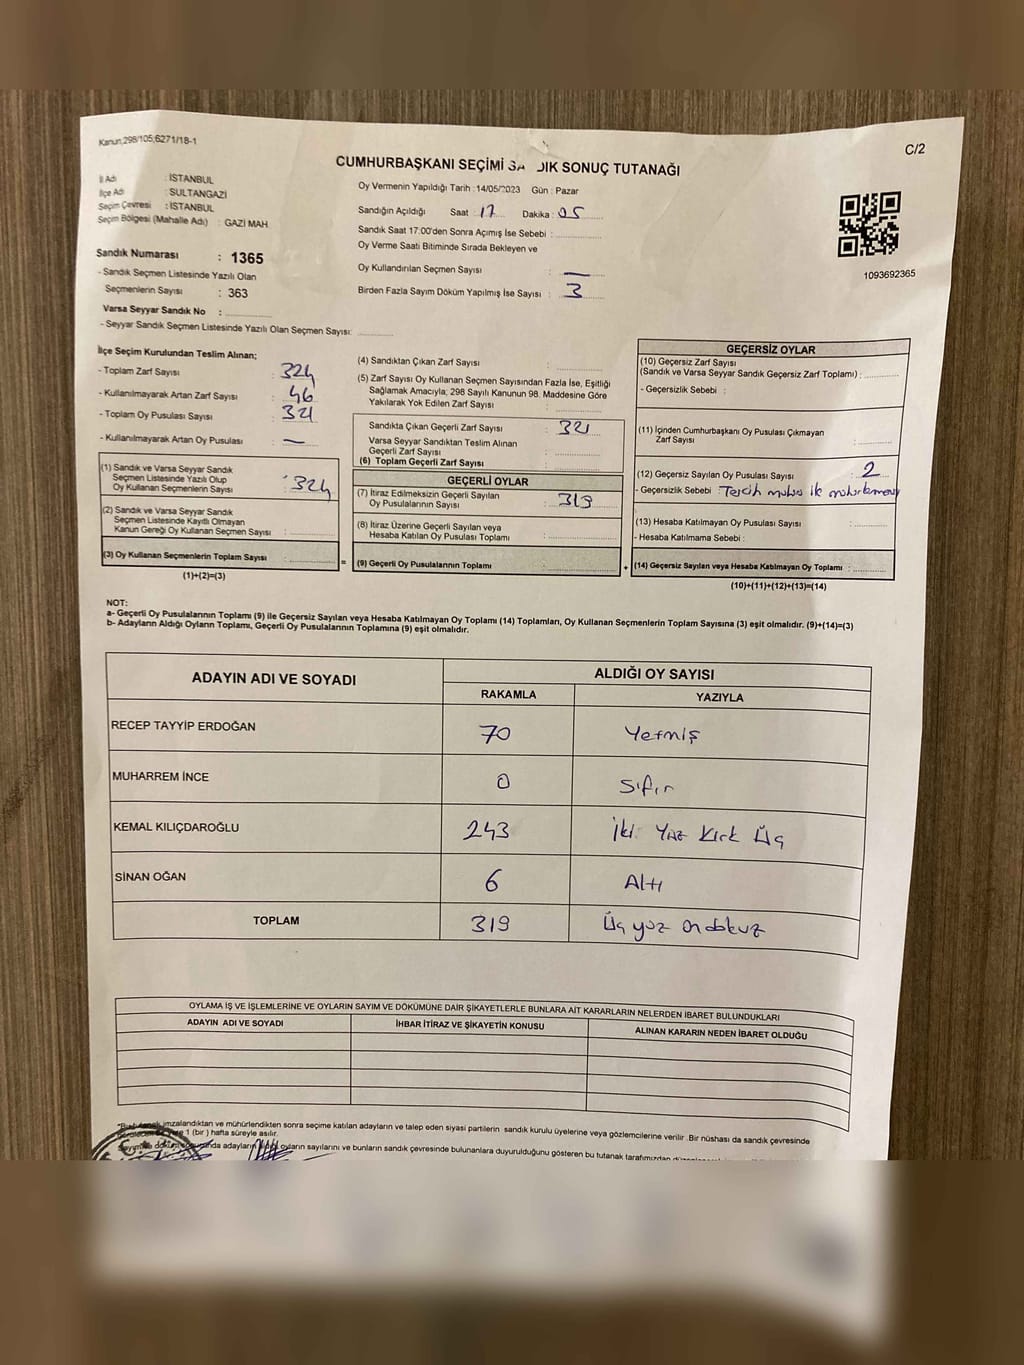 Kanun,298/105;6271/18-1
C/2
CUMHURBAŞKANI SEÇİMİ SA DIK SONUÇ TUTANAĞI
İl Adı : İSTANBUL
İlçe Adı : SULTANGAZİ
Seçim Çevresi : İSTANBUL
Seçim Bölgesi (Mahalle Adı) : GAZİ MAH
Sandık Numarası : 1365
- Sandık Seçmen Listesinde Yazılı Olan
Seçmenlerin Sayısı : 363
Varsa Seyyar Sandık No :
- Seyyar Sandık Seçmen Listesinde Yazılı Olan Seçmen Sayısı:
Oy Vermenin Yapıldığı Tarih : 14/05/2023 Gün : Pazar
Sandığın Açıldığı Saat : 17 Dakika : 05
Sandık Saat 17:00'den Sonra Açımış İse Sebebi :
Oy Verme Saati Bitiminde Sırada Bekleyen ve
Oy Kullandırılan Seçmen Sayısı : —
Birden Fazla Sayım Döküm Yapılmış İse Sayısı : 3
1093692365
İlçe Seçim Kurulundan Teslim Alınan;
- Toplam Zarf Sayısı : 324
- Kullanılmayarak Artan Zarf Sayısı : 46
- Toplam Oy Pusulası Sayısı : 321
- Kullanılmayarak Artan Oy Pusulası : —
(1) Sandık ve Varsa Seyyar Sandık
Seçmen Listesinde Yazılı Olup
Oy Kullanan Seçmenlerin Sayısı : 324
(2) Sandık ve Varsa Seyyar Sandık
Seçmen Listesinde Kayıtlı Olmayan
Kanun Gereği Oy Kullanan Seçmen Sayısı :
(3) Oy Kullanan Seçmenlerin Toplam Sayısı :
(1)+(2)=(3)
=
(4) Sandıktan Çıkan Zarf Sayısı :
(5) Zarf Sayısı Oy Kullanan Seçmen Sayısından Fazla İse, Eşitliği
Sağlamak Amacıyla, 298 Sayılı Kanunun 98. Maddesine Göre
Yakılarak Yok Edilen Zarf Sayısı :
Sandıkta Çıkan Geçerli Zarf Sayısı : 321
Varsa Seyyar Sandıktan Teslim Alınan
Geçerli Zarf Sayısı :
(6) Toplam Geçerli Zarf Sayısı :
GEÇERLİ OYLAR
(7) İtiraz Edilmeksizin Geçerli Sayılan
Oy Pusulalarının Sayısı : 319
(8) İtiraz Üzerine Geçerli Sayılan veya
Hesaba Katılan Oy Pusulası Toplamı :
(9) Geçerli Oy Pusulalarının Toplamı :
+
GEÇERSİZ OYLAR
(10) Geçersiz Zarf Sayısı
(Sandık ve Varsa Seyyar Sandık Geçersiz Zarf Toplamı) :
- Geçersizlik Sebebi :
(11) İçinden Cumhurbaşkanı Oy Pusulası Çıkmayan
Zarf Sayısı :
(12) Geçersiz Sayılan Oy Pusulası Sayısı : 2
- Geçersizlik Sebebi : Tercih ile
(13) Hesaba Katılmayan Oy Pusulası Sayısı :
- Hesaba Katılmama Sebebi :
(14) Geçersiz Sayılan veya Hesaba Katılmayan Oy Toplamı :
(10)+(11)+(12)+(13)=(14)
NOT:
a- Geçerli Oy Pusulalarının Toplamı (9) ile Geçersiz Sayılan veya Hesaba Katılmayan Oy Toplamı (14) Toplamları, Oy Kullanan Seçmenlerin Toplam Sayısına (3) eşit olmalıdır. (9)+(14)=(3)
b- Adayların Aldığı Oyların Toplamı, Geçerli Oy Pusulalarının Toplamına (9) eşit olmalıdır.
ADAYIN ADI VE SOYADI
ALDIĞI OY SAYISI
RAKAMLA YAZIYLA
RECEP TAYYİP ERDOĞAN 70 Yetmiş
MUHARREM İNCE 0 Sıfır
KEMAL KILIÇDAROĞLU 243 İki Yüz Kırk Üç
SİNAN OĞAN 6 Altı
TOPLAM 319 Üç yüz ondokuz
OYLAMA İŞ VE İŞLEMLERİNE VE OYLARIN SAYIM VE DÖKÜMÜNE DAİR ŞİKAYETLERLE BUNLARA AİT KARARLARIN NELERDEN İBARET BULUNDUKLARI
ADAYIN ADI VE SOYADI İHBAR İTİRAZ VE ŞİKAYETİN KONUSU ALINAN KARARIN NEDEN İBARET OLDUĞU
imzalandıktan ve mühürlendikten sonra seçime katılan adayların ve talep eden siyasi partilerin sandık kurulu üyelerine veya gözlemcilerine verilir .Bir nüshası da sandık çevresinde
1 (bir ) hafta süreyle asılır.
adayların oyların sayılarını ve bunların sandık çevresinde bulunanlara duyurulduğunu gösteren bu tutanak tarafımızdan